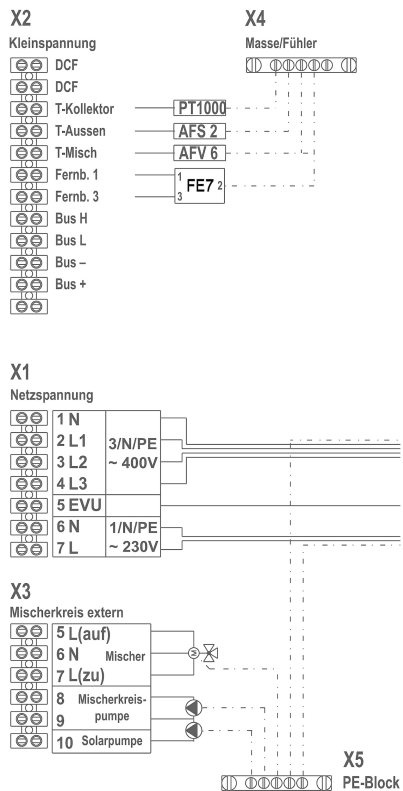 X2
Kleinspannung
DCF
DCF
T-Kollektor
PT1000
T-Aussen
AFS 2
T-Misch
AFV 6
Fernb. 1
1
FE7 2
Fernb. 3
3
Bus H
Bus L
Bus –
Bus +
X4
Masse/Fühler
X1
Netzspannung
1 N
2 L1
3 L2
4 L3
3/N/PE
~ 400V
5 EVU
6 N
7 L
1/N/PE
~ 230V
X3
Mischerkreis extern
5 L(auf)
6 N Mischer
7 L(zu)
M
8 Mischerkreis-
9 pumpe
10 Solarpumpe
X5
PE-Block